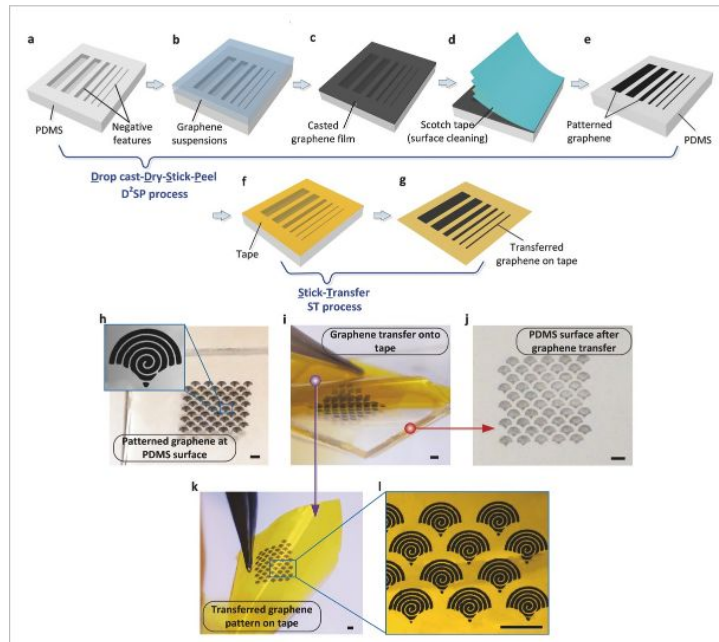 a
b
c
d
e
PDMS
Negative
features
Graphene
suspensions
Casted
graphene film
Scotch tape
(surface cleaning)
Patterned
graphene
PDMS
Drop cast-Dry-Stick-Peel
D²SP process
f
g
Tape
Transferred
graphene on tape
Stick-Transfer
ST process
h
i
j
Graphene transfer onto
tape
PDMS surface after
graphene transfer
Patterned graphene at
PDMS surface
k
l
Transferred graphene
pattern on tape